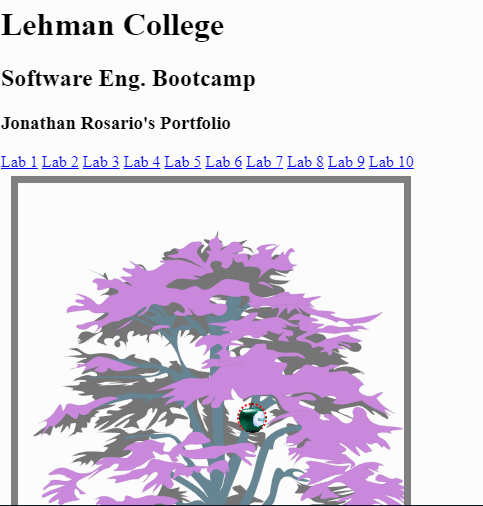 Lehman College
Software Eng. Bootcamp
Jonathan Rosario's Portfolio
Lab 1 Lab 2 Lab 3 Lab 4 Lab 5 Lab 6 Lab 7 Lab 8 Lab 9 Lab 10